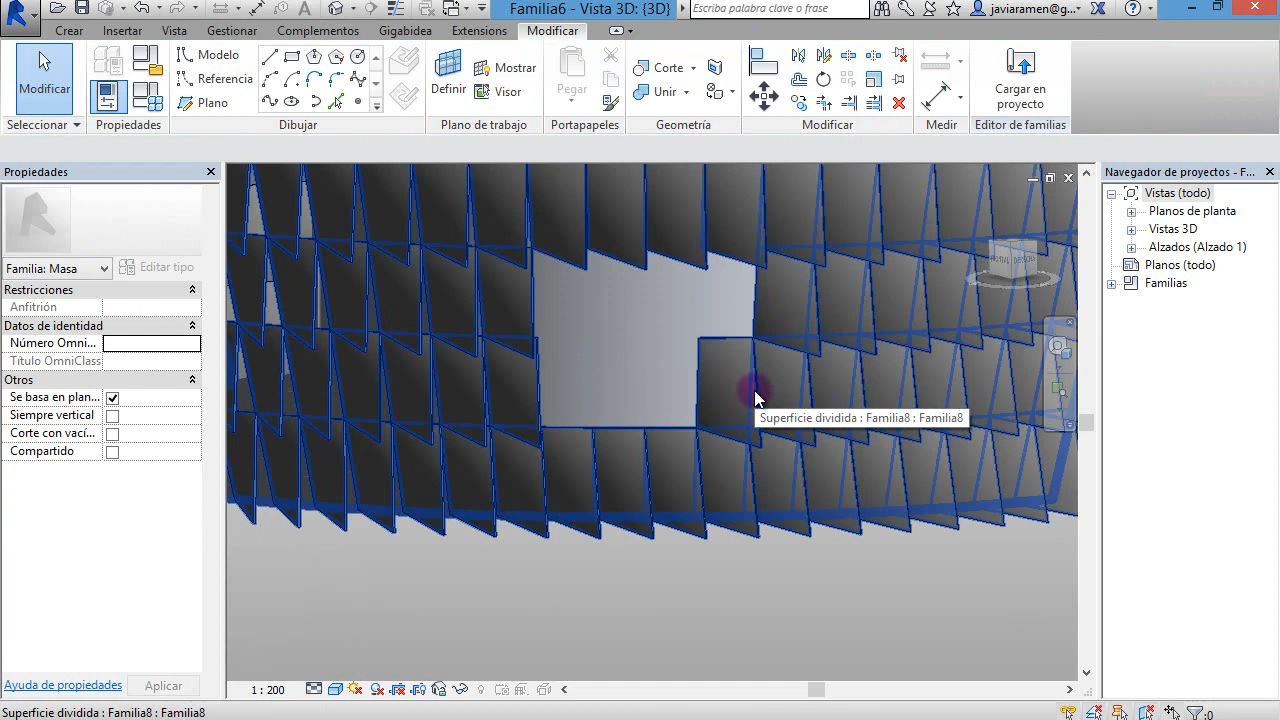 Familia6 - Vista 3D: {3D}
Escriba palabra clave o frase
javiaramen@g...
Crear
Insertar
Vista
Gestionar
Complementos
Gigabidea
Extensions
Modificar
Modificar
Modelo
Referencia
Plano
Definir
Mostrar
Visor
Pegar
Corte
Unir
Cargar en
proyecto
Seleccionar
Propiedades
Dibujar
Plano de trabajo
Portapapeles
Geometría
Modificar
Medir
Editor de familias
Propiedades
Familia: Masa
Editar tipo
Restricciones
Anfitrión
Datos de identidad
Número Omni...
Título OmniClass
Otros
Se basa en plan...
Siempre vertical
Corte con vací...
Compartido
Ayuda de propiedades
Aplicar
Superficie dividida : Familia8 : Familia8
1 : 200
Navegador de proyectos - F...
Vistas (todo)
Planos de planta
Vistas 3D
Alzados (Alzado 1)
Planos (todo)
Familias
Superficie dividida : Familia8 : Familia8
:0